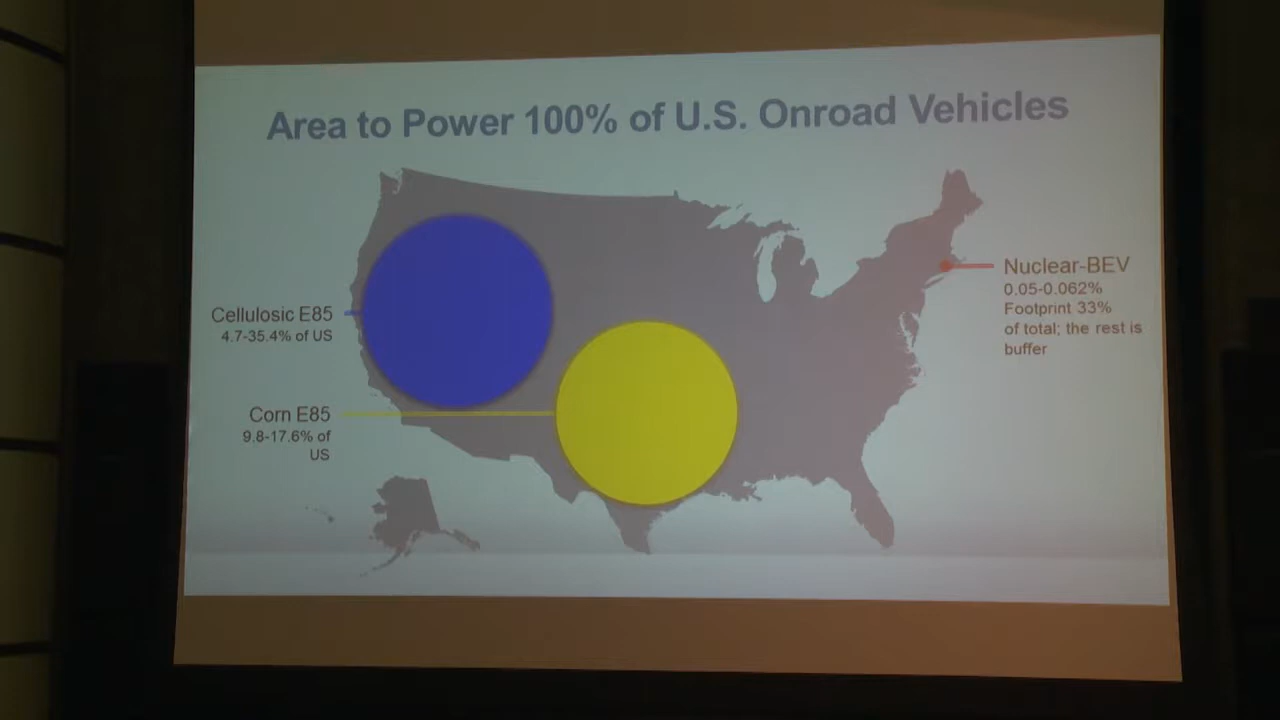 Area to Power 100% of U.S. Onroad Vehicles
Cellulosic E85
4.7-35.4% of US
Corn E85
9.8-17.6% of
US
Nuclear-BEV
0.05-0.062%
Footprint 33%
of total; the rest is
buffer